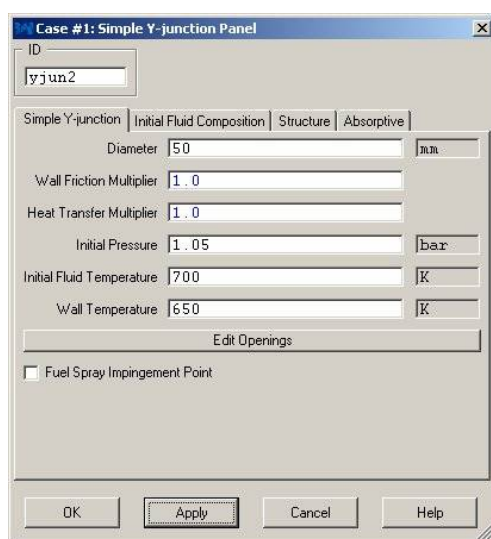 Case #1: Simple Y-junction Panel
ID
yjun2
Simple Y-junction Initial Fluid Composition Structure Absorptive
Diameter 50 mm
Wall Friction Multiplier 1.0
Heat Transfer Multiplier 1.0
Initial Pressure 1.05 bar
Initial Fluid Temperature 700 K
Wall Temperature 650 K
Edit Openings
Fuel Spray Impingement Point
OK Apply Cancel Help